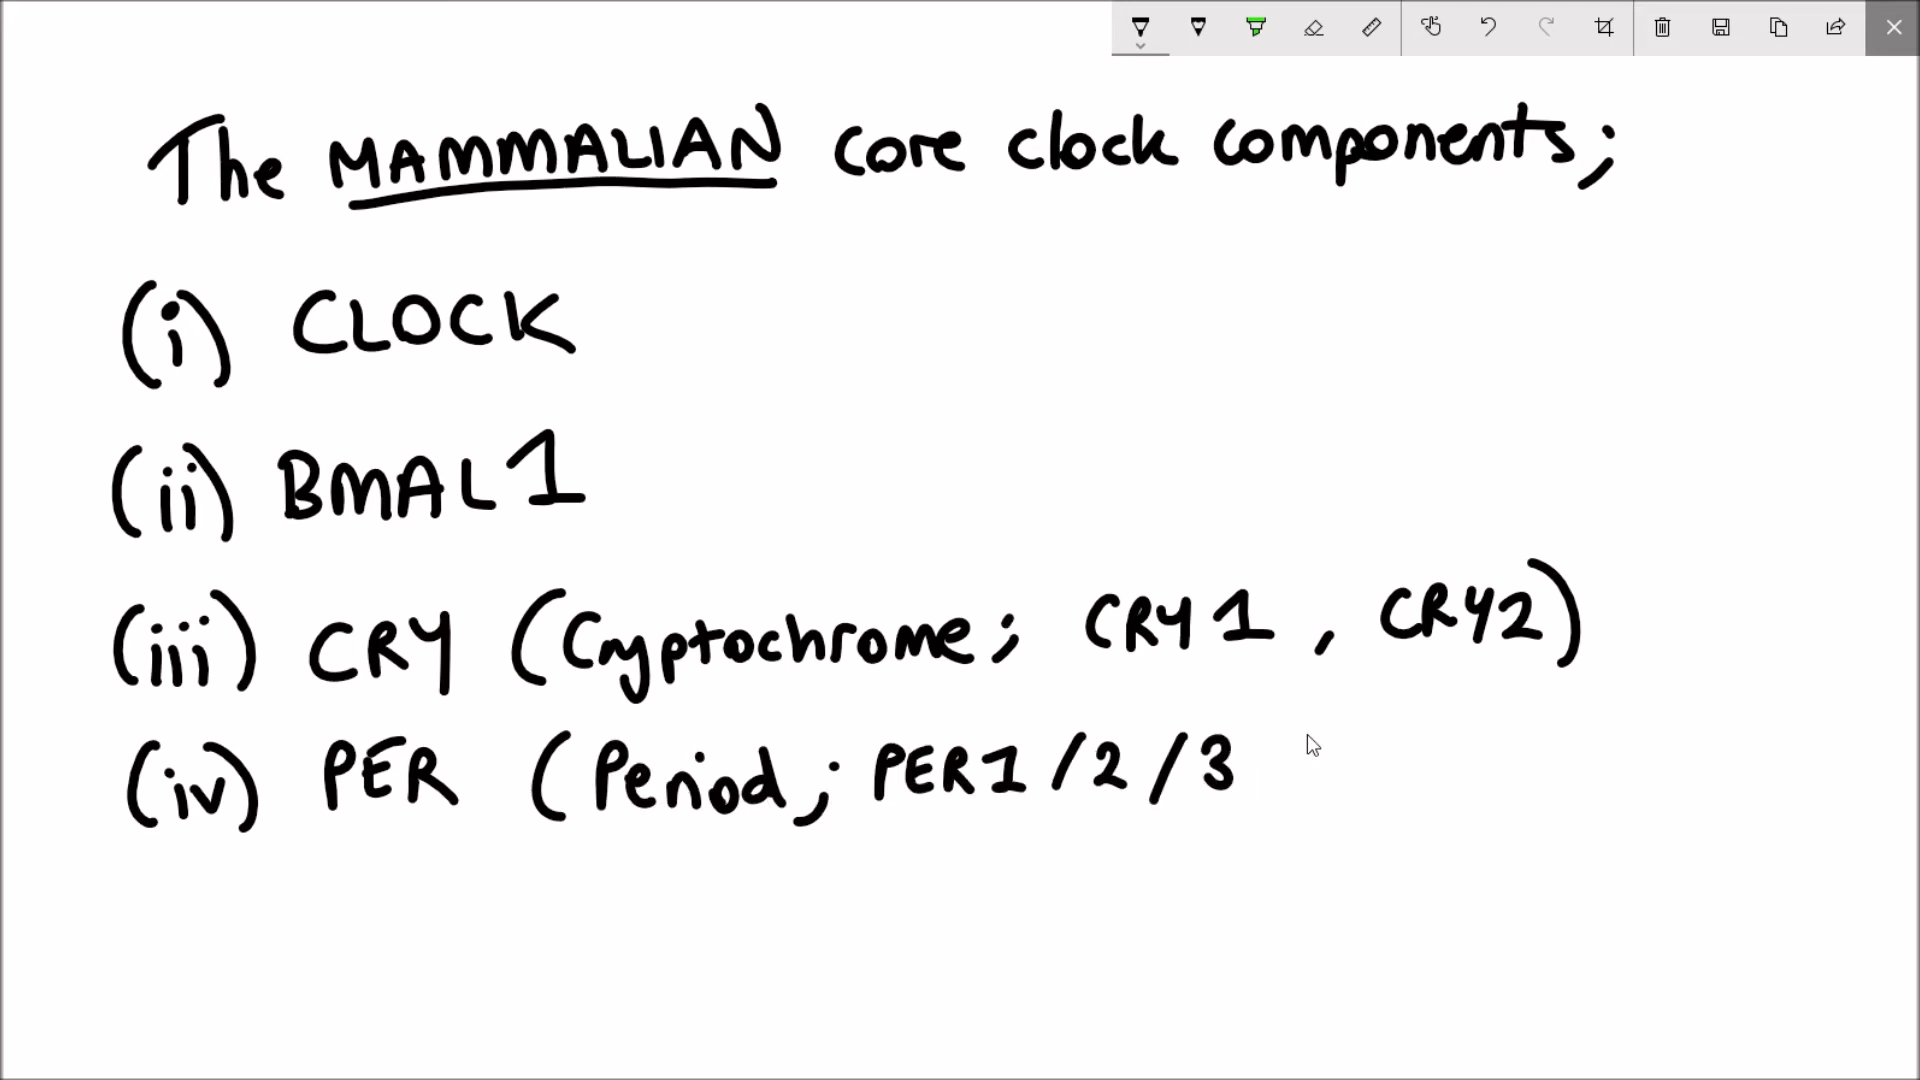 The MAMMALIAN core clock components;
(i) CLOCK
(ii) BMAL1
(iii) CRY (Cryptochrome; CRY1, CRY2)
(iv) PER (Period; PER1/2/3